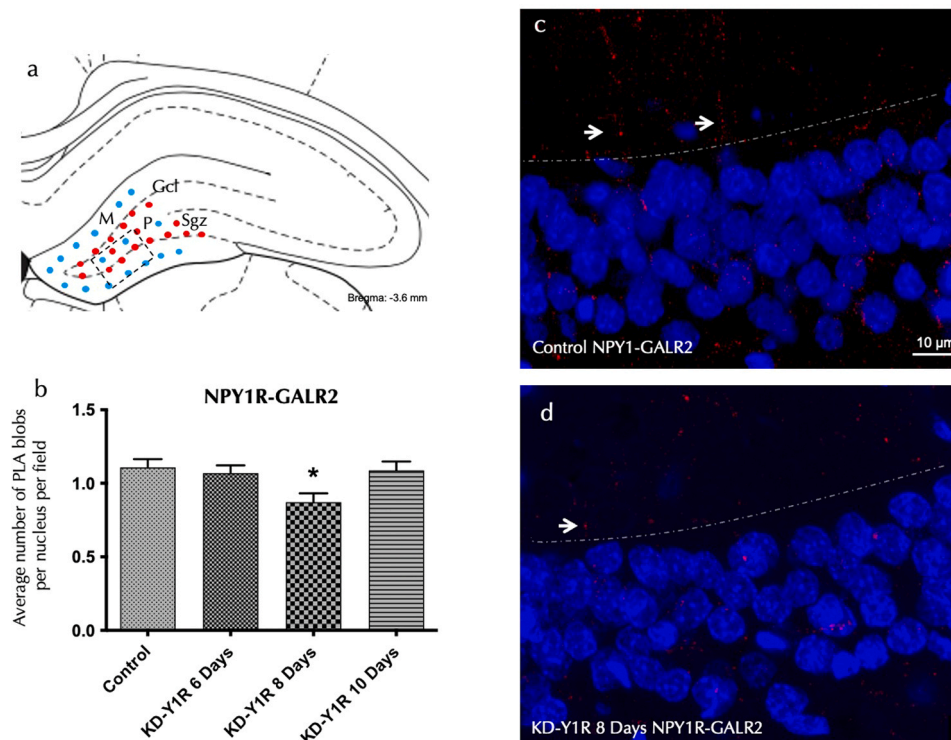 a
Gcl
M
P
Sgz
Bregma: -3.6 mm
b
NPY1R-GALR2
Average number of PLA blobs
per nucleus per field
1.5
1.0
0.5
0.0
*
Control
KD-Y1R 6 Days
KD-Y1R 8 Days
KD-Y1R 10 Days
c
Control NPY1-GALR2
10 µm
d
KD-Y1R 8 Days NPY1R-GALR2